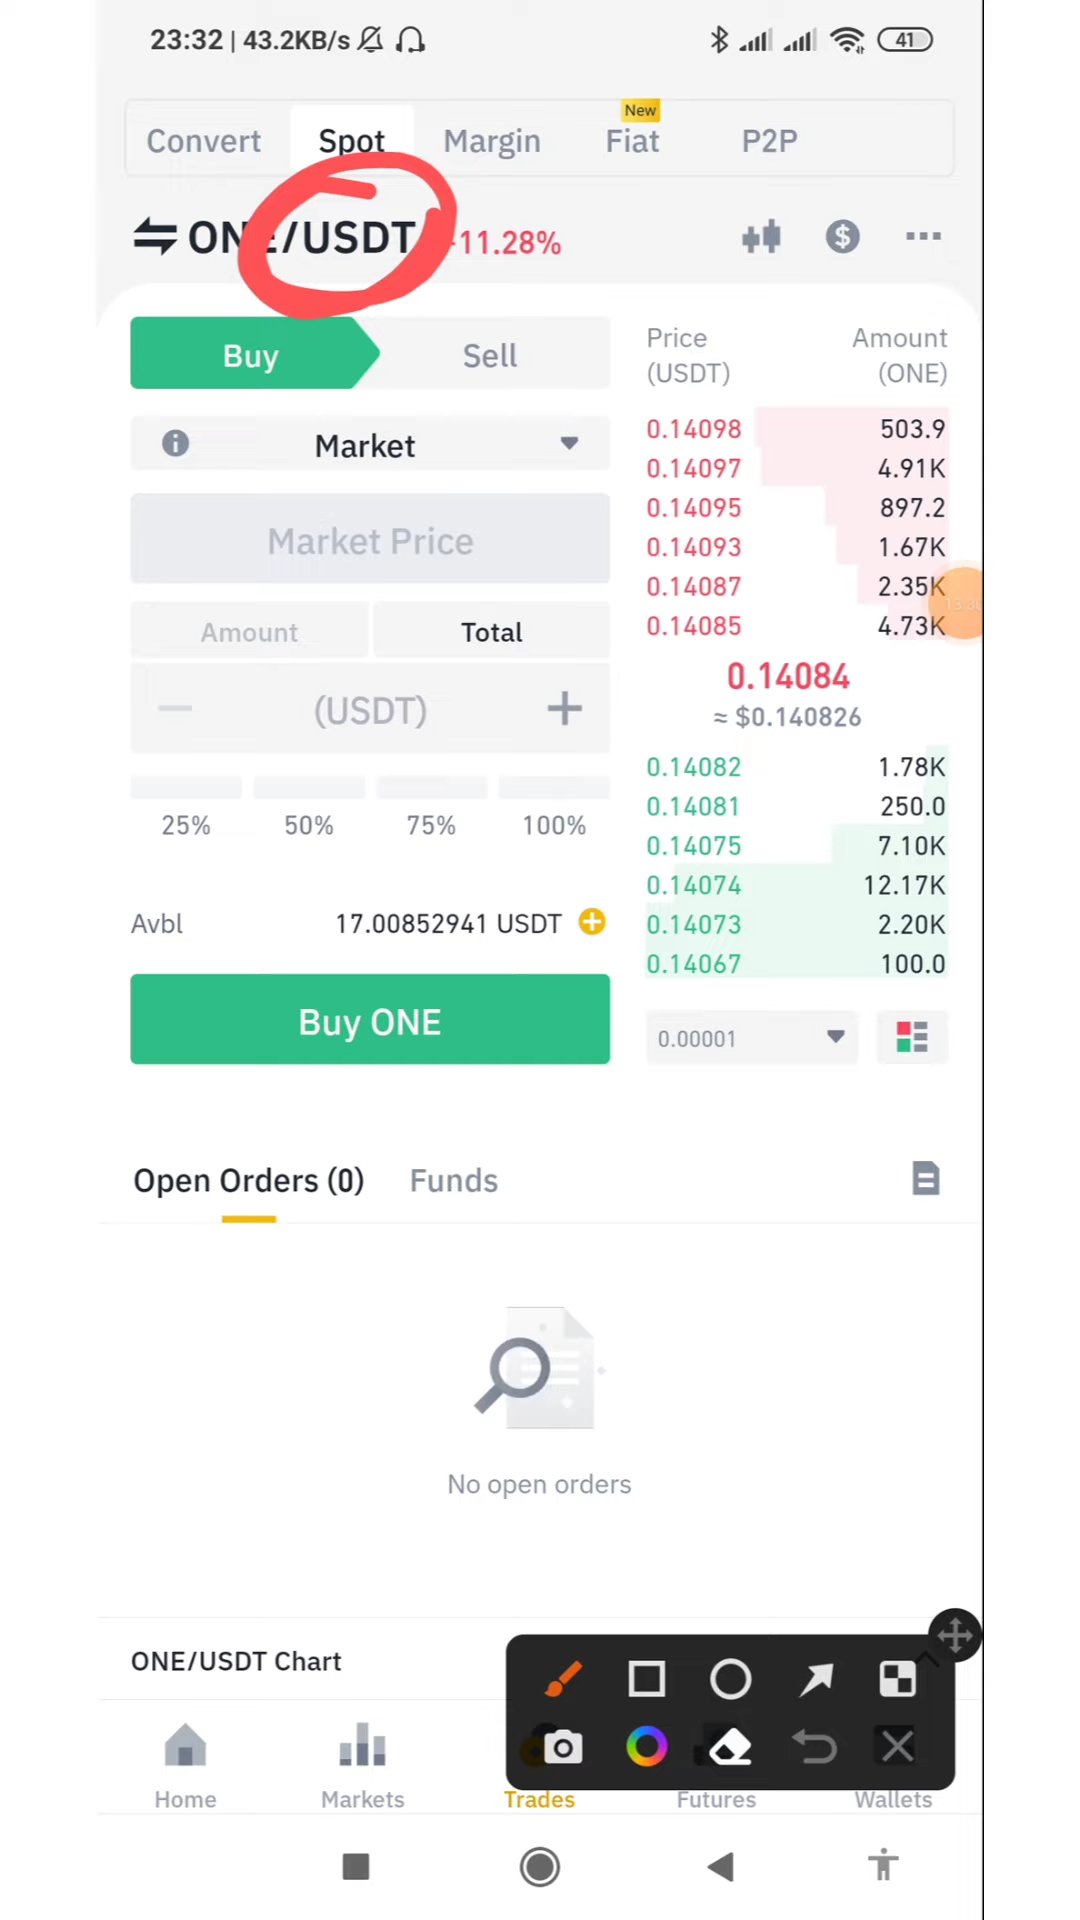 23:32 | 43.2KB/s 41
Convert Spot Margin New Fiat P2P
ONE/USDT -11.28%
Buy Sell
Market
Market Price
Amount Total
(USDT)
25% 50% 75% 100%
Avbl 17.00852941 USDT
Buy ONE
Price Amount
(USDT) (ONE)
0.14098 503.9
0.14097 4.91K
0.14095 897.2
0.14093 1.67K
0.14087 2.35K
0.14085 4.73K
0.14084
≈ $0.140826
0.14082 1.78K
0.14081 250.0
0.14075 7.10K
0.14074 12.17K
0.14073 2.20K
0.14067 100.0
0.00001
Open Orders (0) Funds
No open orders
ONE/USDT Chart
Home Markets Trades Futures Wallets